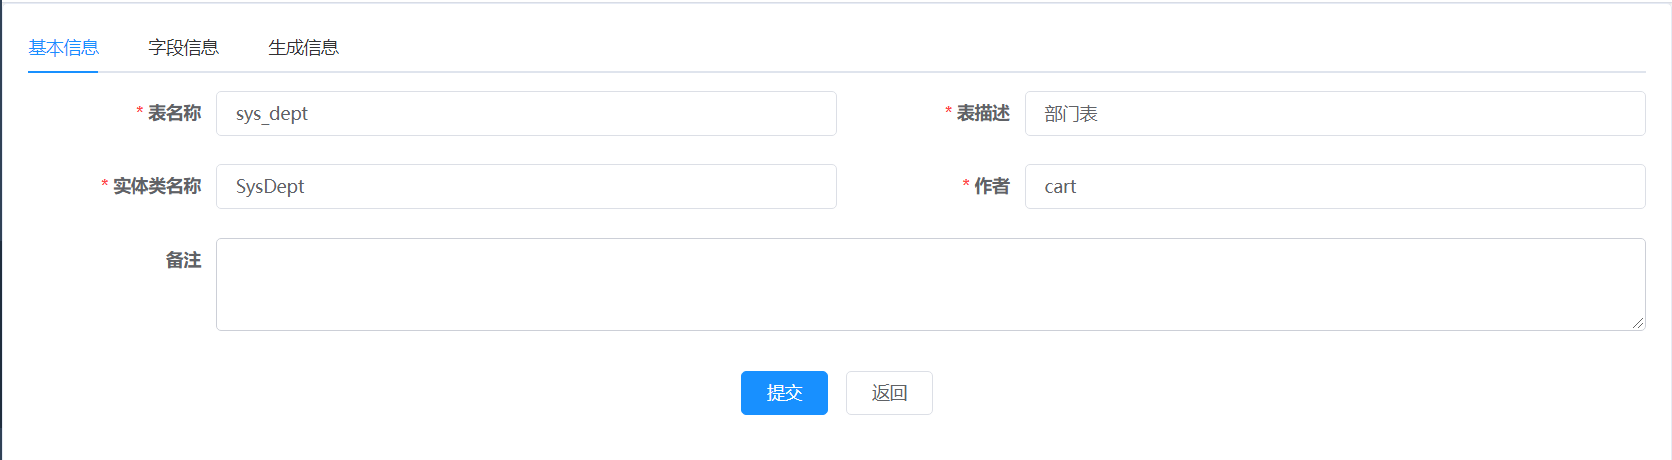 基本信息 字段信息 生成信息
* 表名称 sys_dept * 表描述 部门表
* 实体类名称 SysDept * 作者 cart
备注
提交 返回